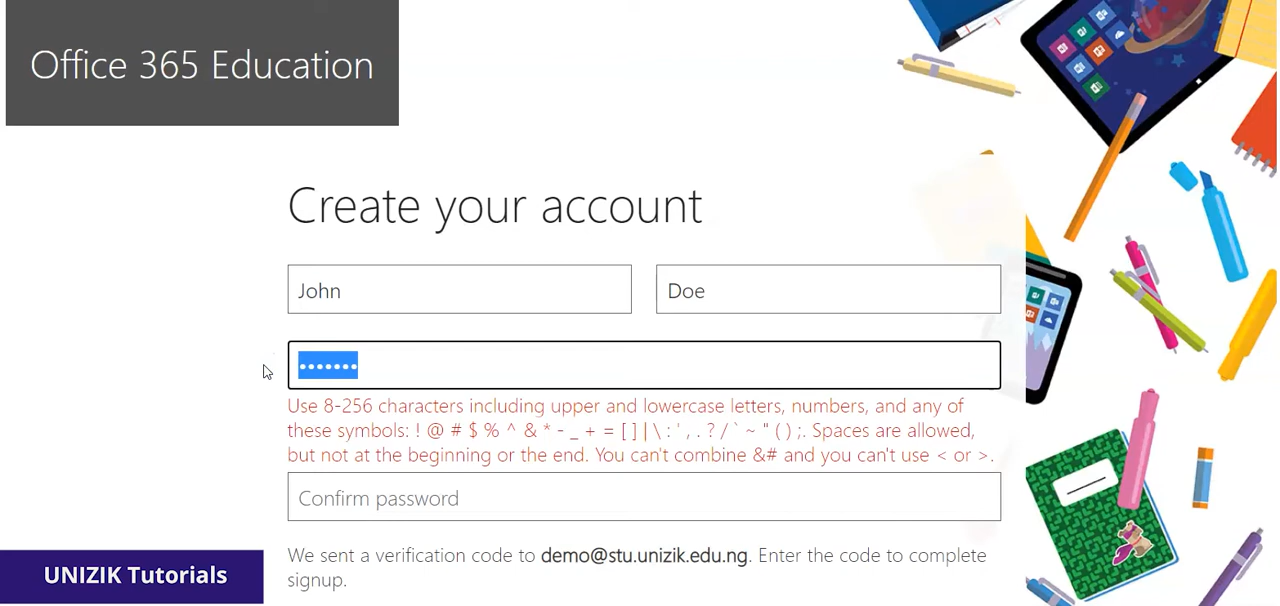 Office 365 Education
Create your account
John
Doe
•••••••
Use 8-256 characters including upper and lowercase letters, numbers, and any of
these symbols: ! @ # $ % ^ & * - _ + = [ ] | \ : ' , . ? / ` ~ " ( ) ;. Spaces are allowed,
but not at the beginning or the end. You can't combine &# and you can't use < or >.
Confirm password
We sent a verification code to demo@stu.unizik.edu.ng. Enter the code to complete
signup.
UNIZIK Tutorials